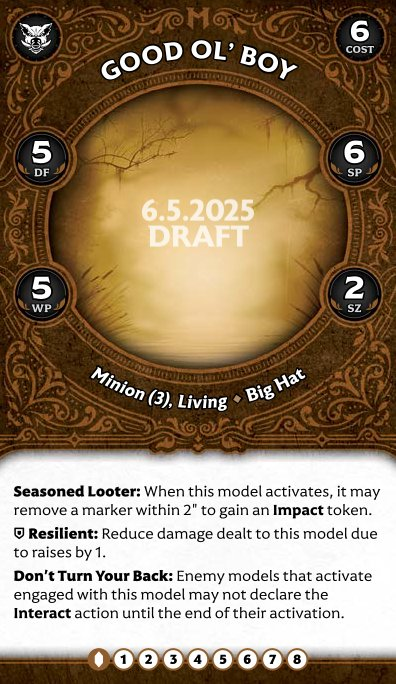 GOOD OL' BOY
6
COST
5
DF
6
SP
6.5.2025
DRAFT
5
WP
2
SZ
Minion (3), Living ♦ Big Hat
Seasoned Looter: When this model activates, it may
remove a marker within 2" to gain an Impact token.
Resilient: Reduce damage dealt to this model due
to raises by 1.
Don't Turn Your Back: Enemy models that activate
engaged with this model may not declare the
Interact action until the end of their activation.
1 2 3 4 5 6 7 8